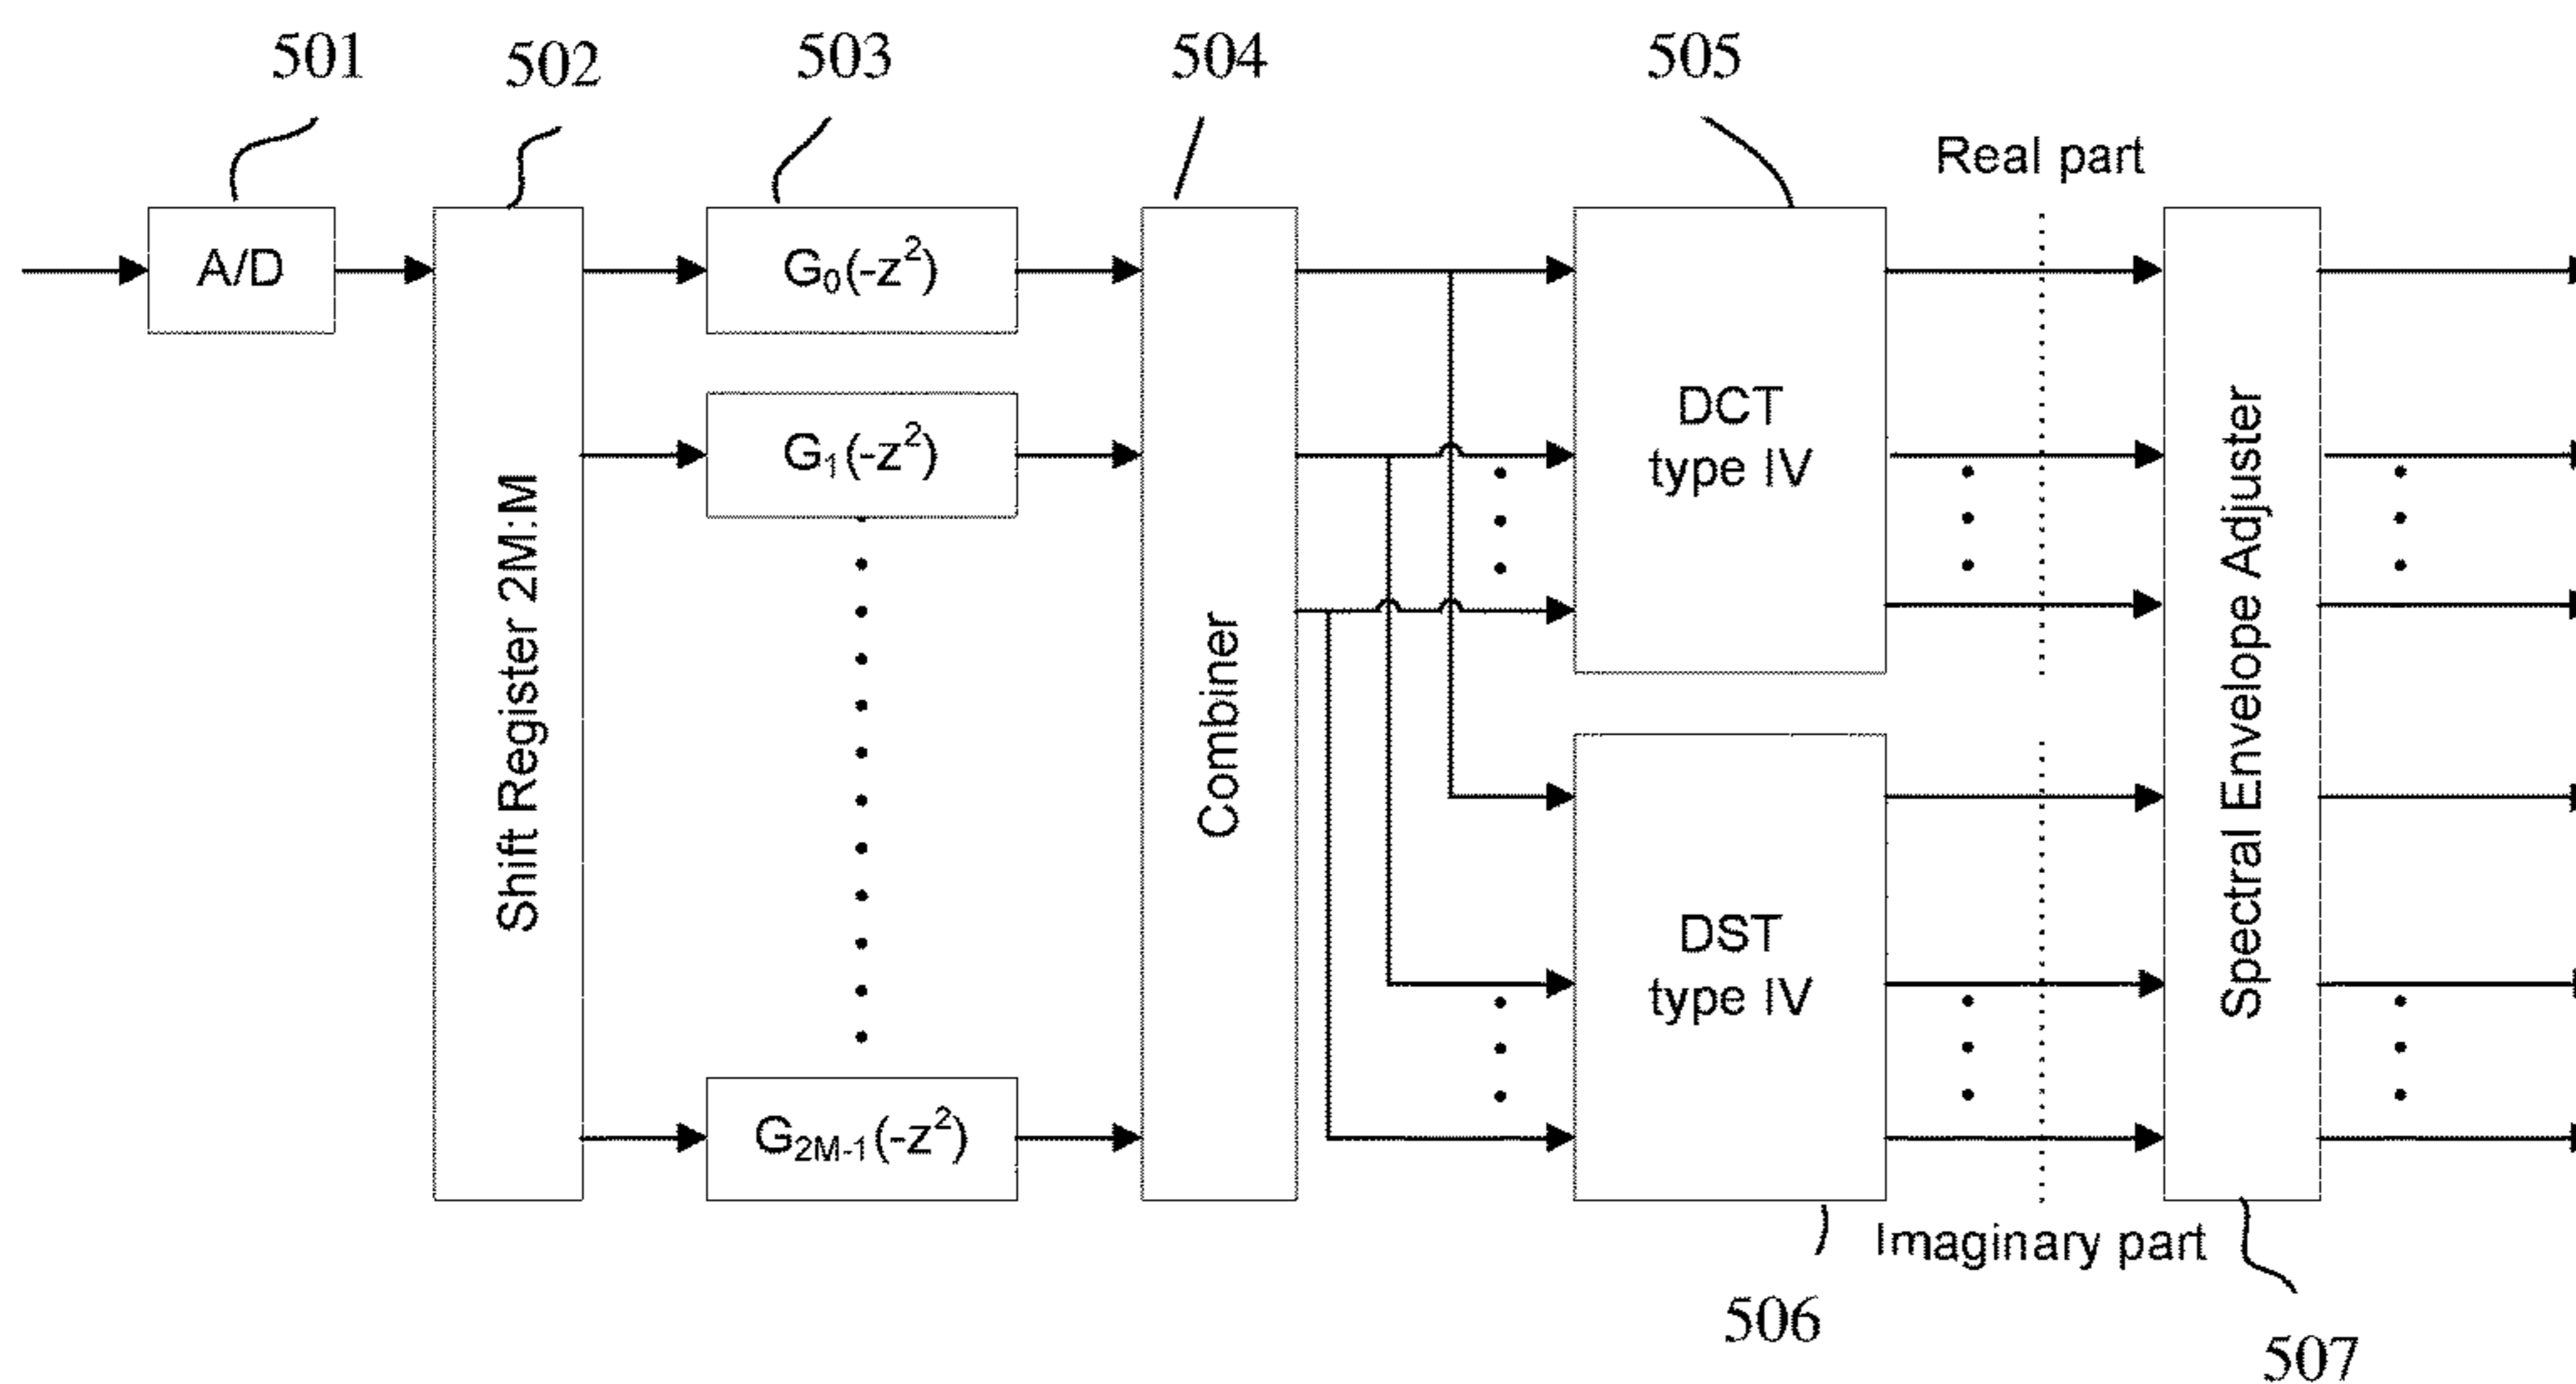 501
502
503
504
505
Real part
A/D
Shift Register 2M:M
G₀(-z²)
G₁(-z²)
G₂M₋₁(-z²)
Combiner
DCT
type IV
DST
type IV
Spectral Envelope Adjuster
Imaginary part
506
507